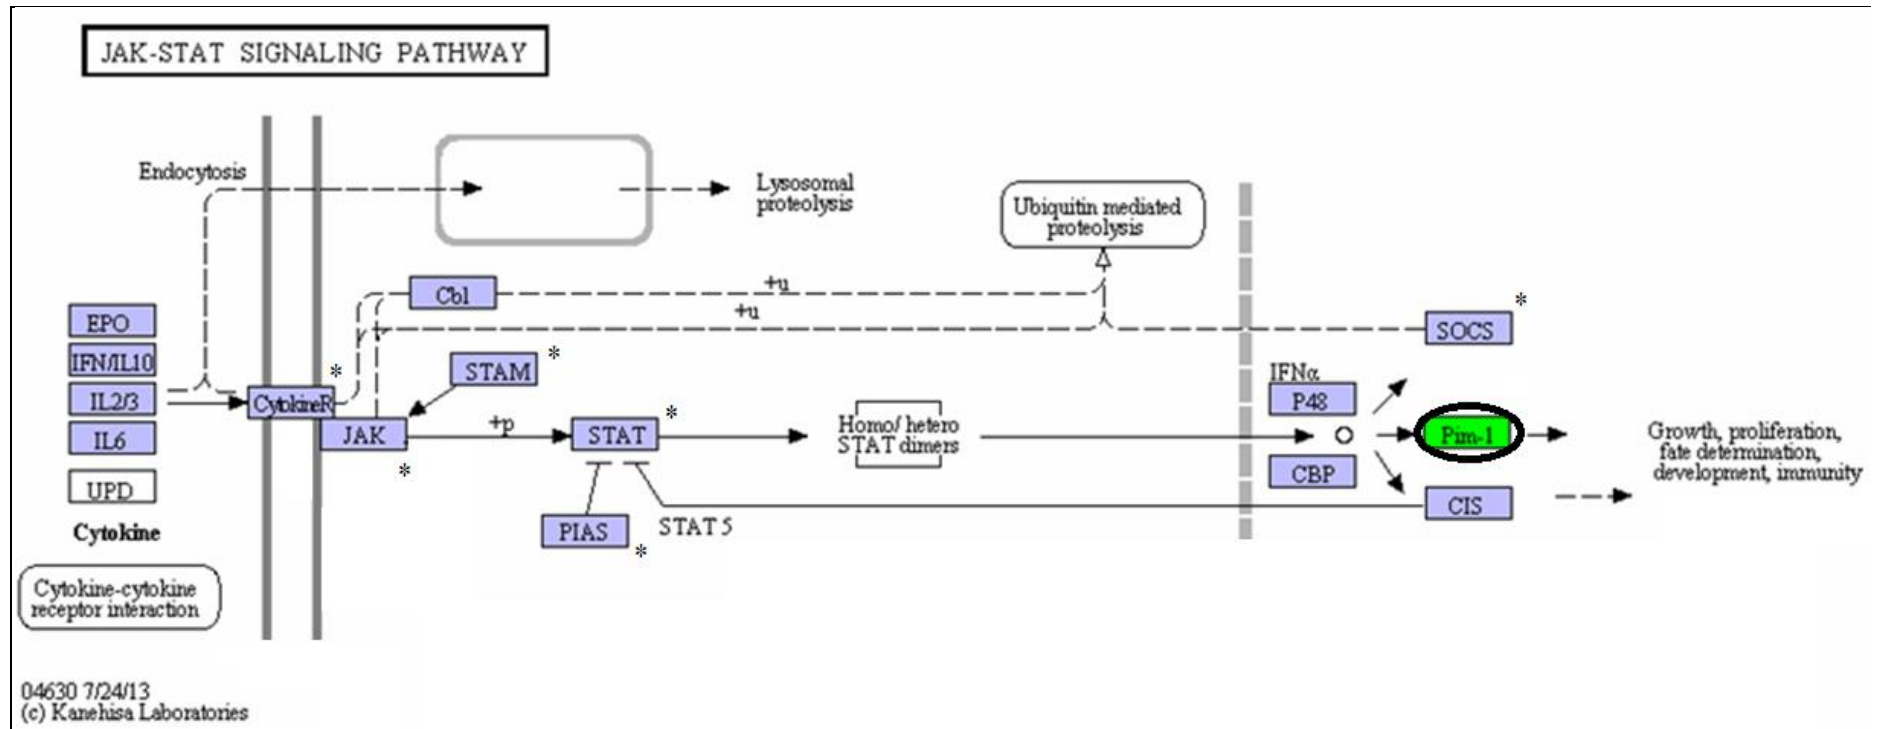 JAK-STAT SIGNALING PATHWAY
Endocytosis
Lysosomal
proteolysis
Ubiquitin mediated
proteolysis
Cbl
+u
+u
EPO
IFN/IL10
IL2/3
IL6
UPD
Cytokine
CytokineR
*
STAM
*
JAK
*
+p
STAT
*
Homo/ hetero
STAT dimers
PIAS
*
STAT 5
SOCS
*
IFNα
P48
CBP
Pim-1
CIS
Growth, proliferation,
fate determination,
development, immunity
Cytokine-cytokine
receptor interaction
04630 7/24/13
(c) Kanehisa Laboratories